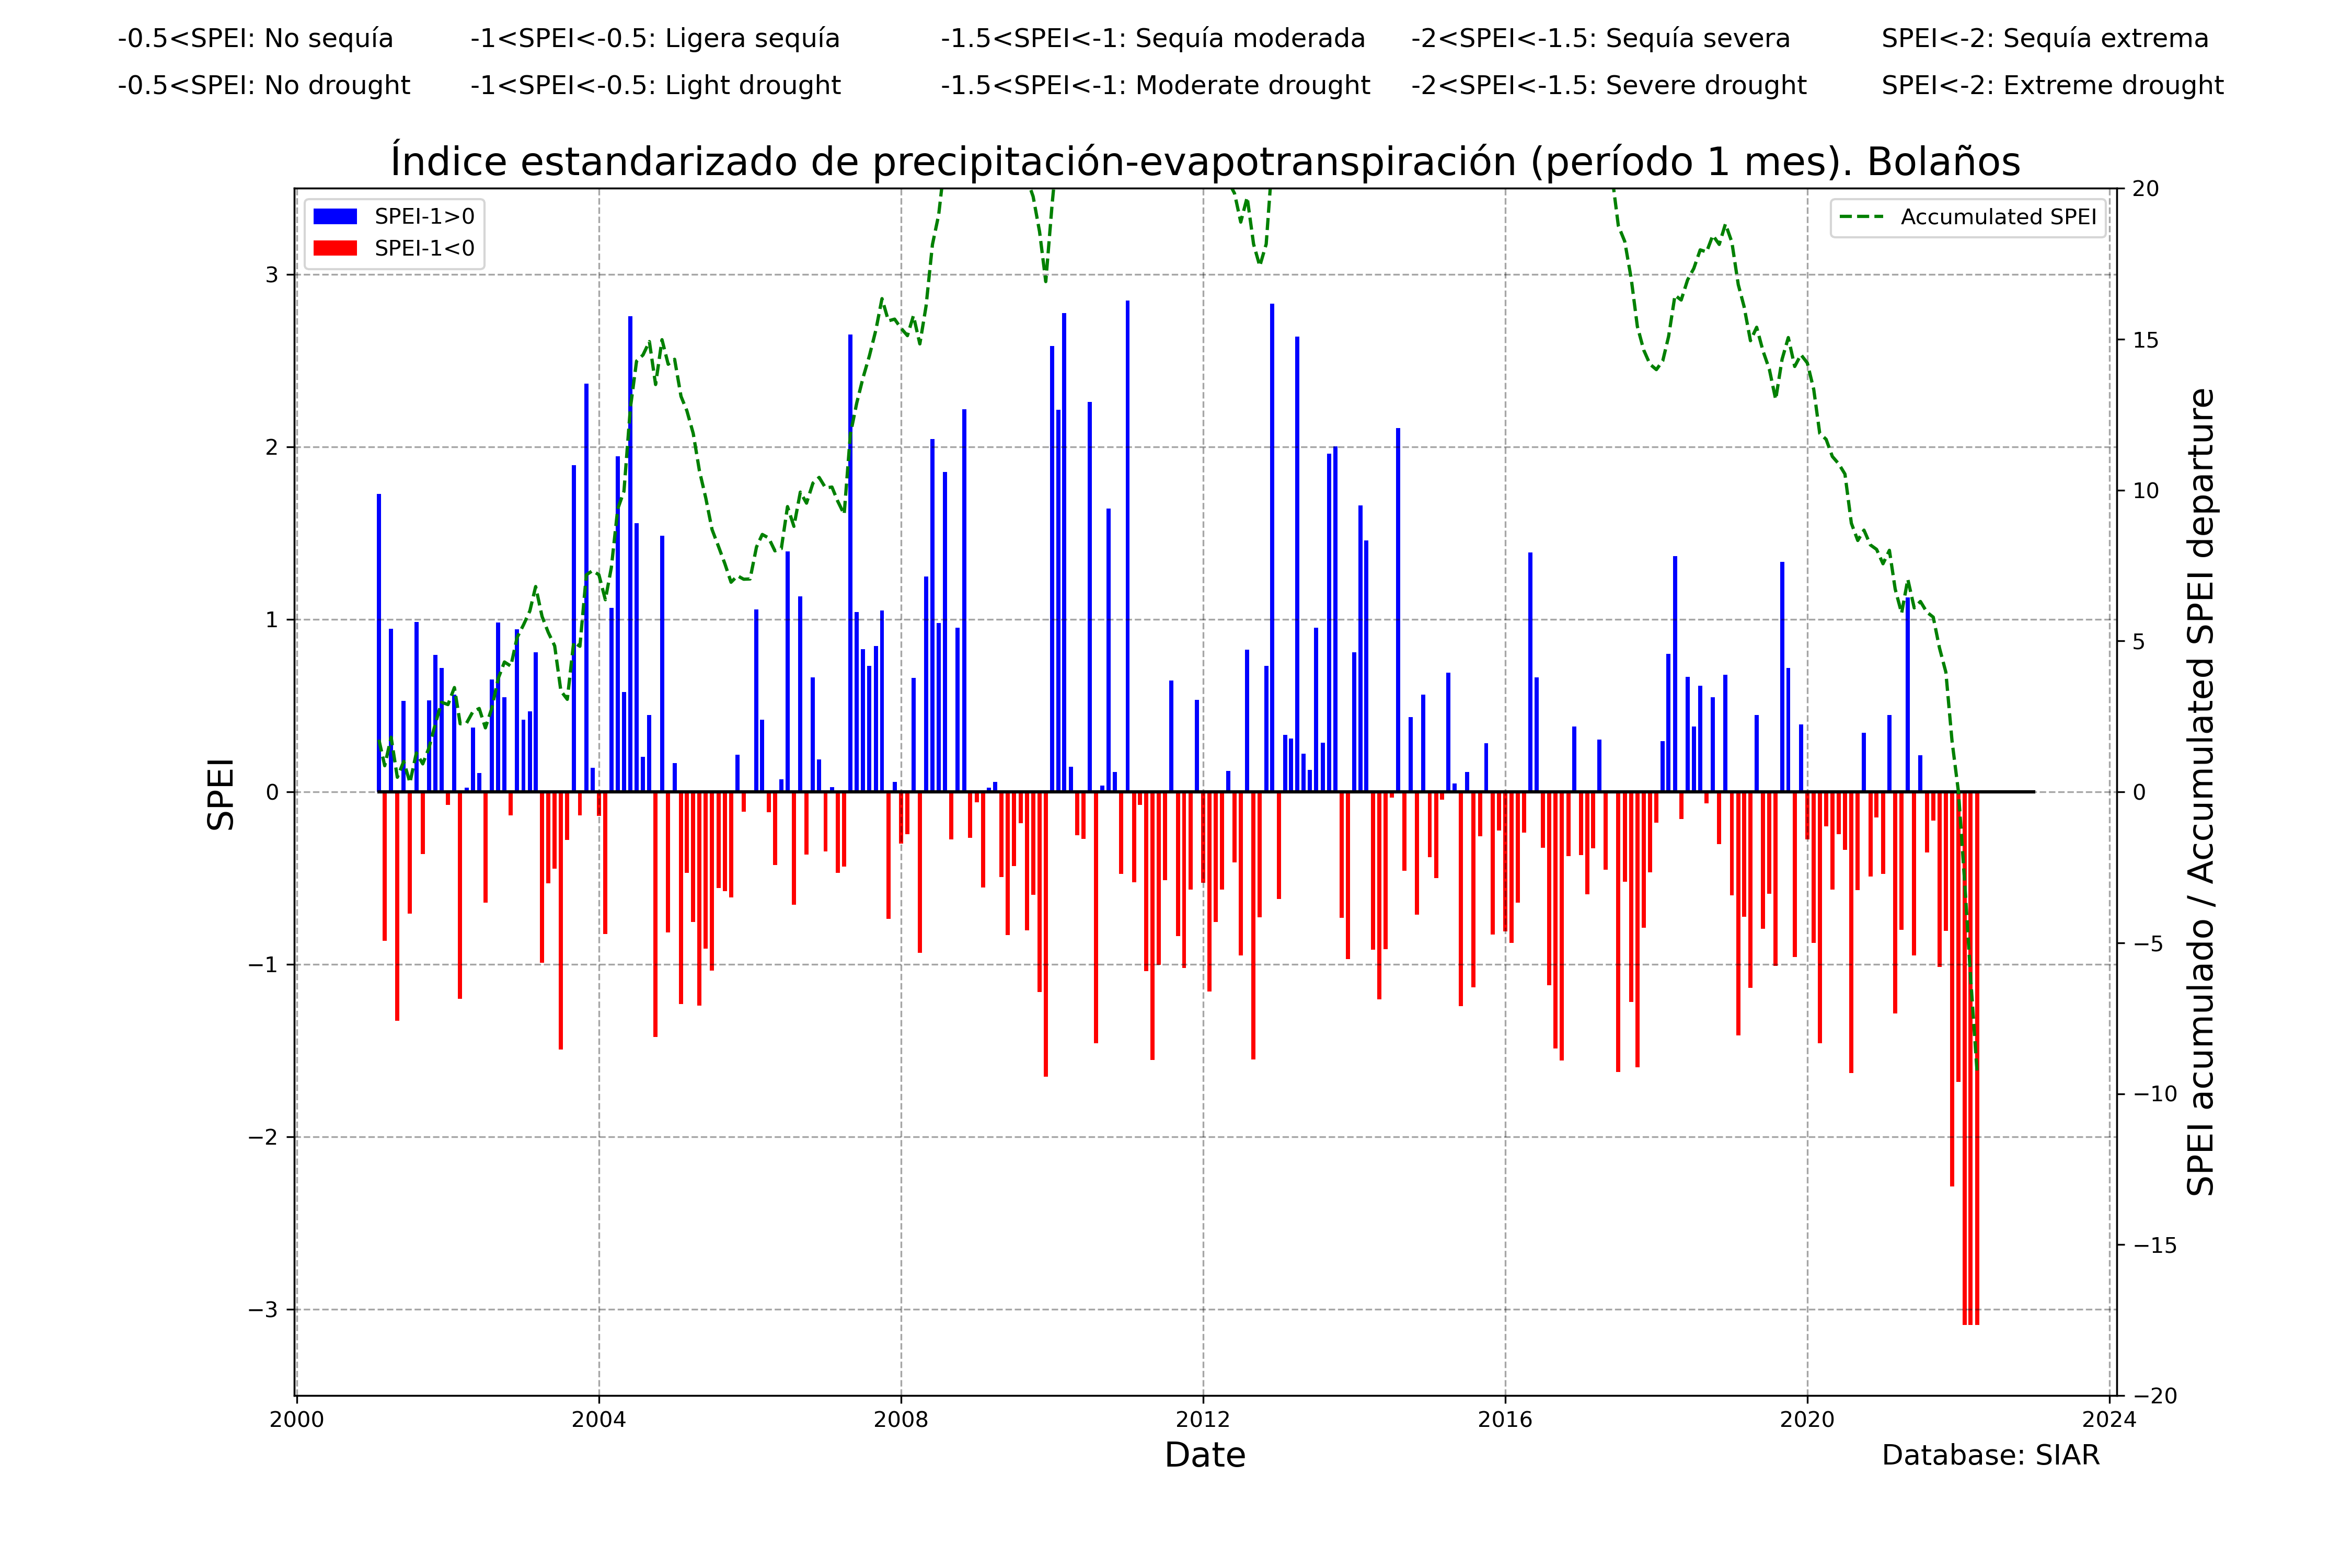 -0.5<SPEI: No sequía -1<SPEI<-0.5: Ligera sequía -1.5<SPEI<-1: Sequía moderada -2<SPEI<-1.5: Sequía severa SPEI<-2: Sequía extrema
-0.5<SPEI: No drought -1<SPEI<-0.5: Light drought -1.5<SPEI<-1: Moderate drought -2<SPEI<-1.5: Severe drought SPEI<-2: Extreme drought
Índice estandarizado de precipitación-evapotranspiración (período 1 mes). Bolaños
SPEI-1>0
SPEI-1<0
Accumulated SPEI
SPEI
3
2
1
0
−1
−2
−3
20
15
10
5
0
−5
−10
−15
−20
SPEI acumulado / Accumulated SPEI departure
2000 2004 2008 2012 2016 2020 2024
Date
Database: SIAR